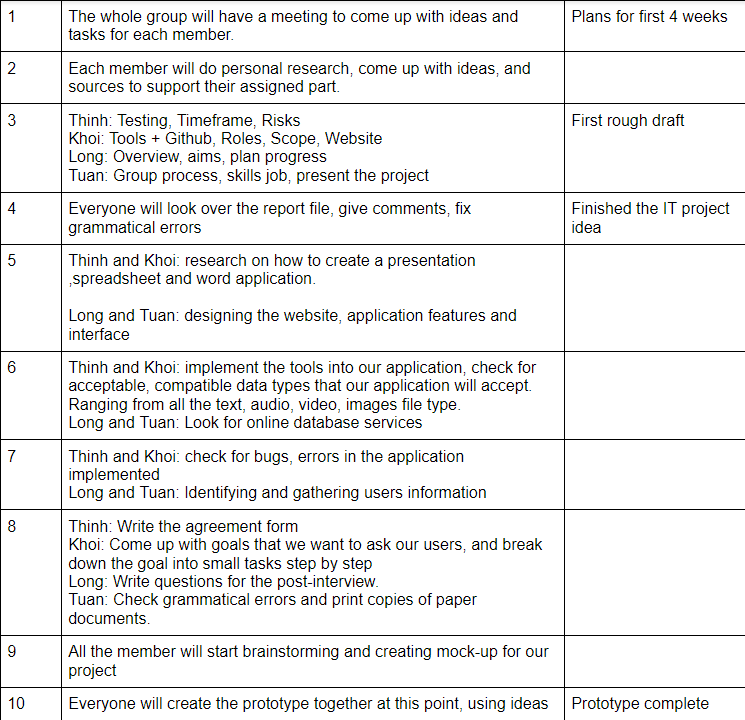 1
The whole group will have a meeting to come up with ideas and
tasks for each member.
Plans for first 4 weeks
2
Each member will do personal research, come up with ideas, and
sources to support their assigned part.
3
Thinh: Testing, Timeframe, Risks
Khoi: Tools + Github, Roles, Scope, Website
Long: Overview, aims, plan progress
Tuan: Group process, skills job, present the project
First rough draft
4
Everyone will look over the report file, give comments, fix
grammatical errors
Finished the IT project
idea
5
Thinh and Khoi: research on how to create a presentation
,spreadsheet and word application.
Long and Tuan: designing the website, application features and
interface
6
Thinh and Khoi: implement the tools into our application, check for
acceptable, compatible data types that our application will accept.
Ranging from all the text, audio, video, images file type.
Long and Tuan: Look for online database services
7
Thinh and Khoi: check for bugs, errors in the application
implemented
Long and Tuan: Identifying and gathering users information
8
Thinh: Write the agreement form
Khoi: Come up with goals that we want to ask our users, and break
down the goal into small tasks step by step
Long: Write questions for the post-interview.
Tuan: Check grammatical errors and print copies of paper
documents.
9
All the member will start brainstorming and creating mock-up for our
project
10
Everyone will create the prototype together at this point, using ideas
Prototype complete